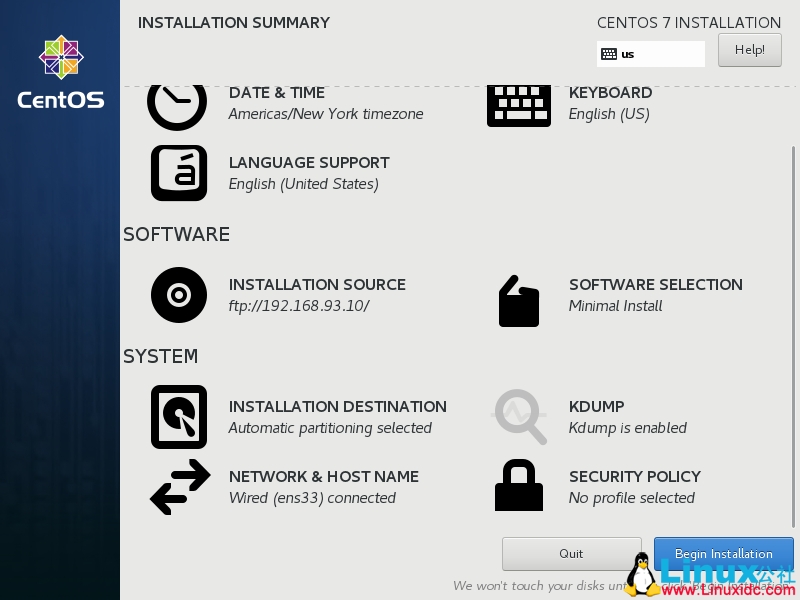 INSTALLATION SUMMARY
CENTOS 7 INSTALLATION
us
Help!
CentOS
DATE & TIME
Americas/New York timezone
KEYBOARD
English (US)
LANGUAGE SUPPORT
English (United States)
SOFTWARE
INSTALLATION SOURCE
ftp://192.168.93.10/
SOFTWARE SELECTION
Minimal Install
SYSTEM
INSTALLATION DESTINATION
Automatic partitioning selected
KDUMP
Kdump is enabled
NETWORK & HOST NAME
Wired (ens33) connected
SECURITY POLICY
No profile selected
Quit
Begin Installation
We won't touch your disks click Begin Installation
Linux公社
www.Linuxidc.com